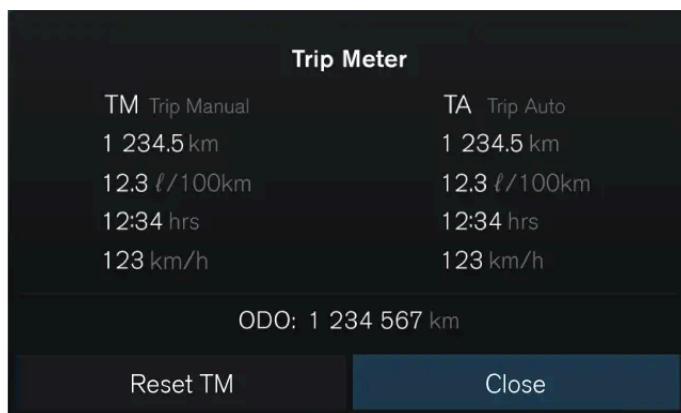 Trip Meter
TM Trip Manual
1 234.5 km
12.3 ℓ/100km
12:34 hrs
123 km/h
TA Trip Auto
1 234.5 km
12.3 ℓ/100km
12:34 hrs
123 km/h
ODO: 1 234 567 km
Reset TM
Close